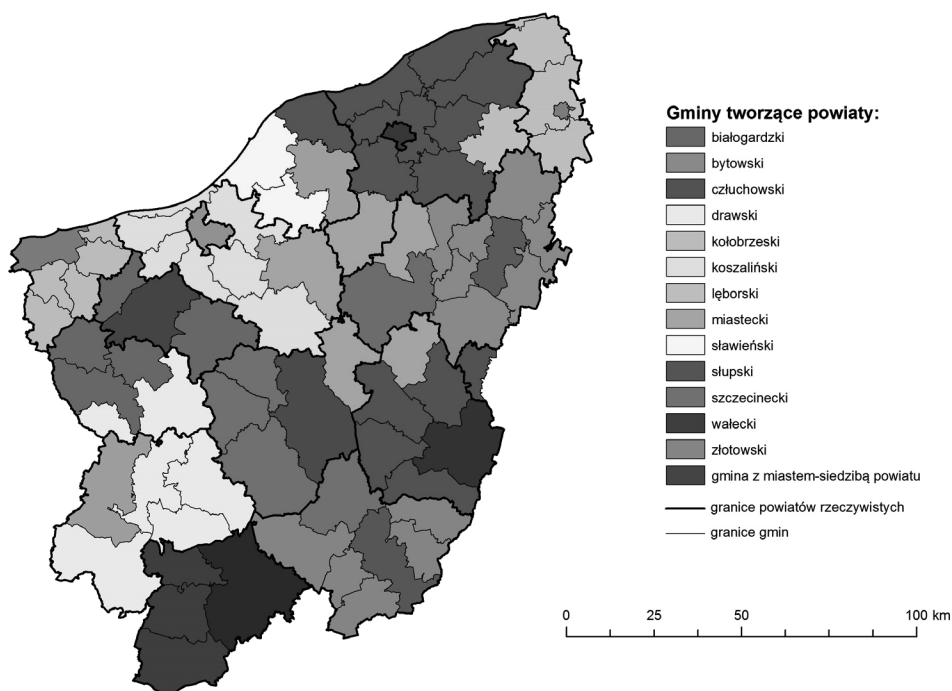 Gminy tworzące powiaty:
białogardzki
bytowski
człuchowski
drawski
kołobrzeski
koszaliński
lęborski
miastecki
sławieński
słupski
szczecinecki
wałecki
złotowski
gmina z miastem-siedzibą powiatu
granice powiatów rzeczywistych
granice gmin
0 25 50 100 km